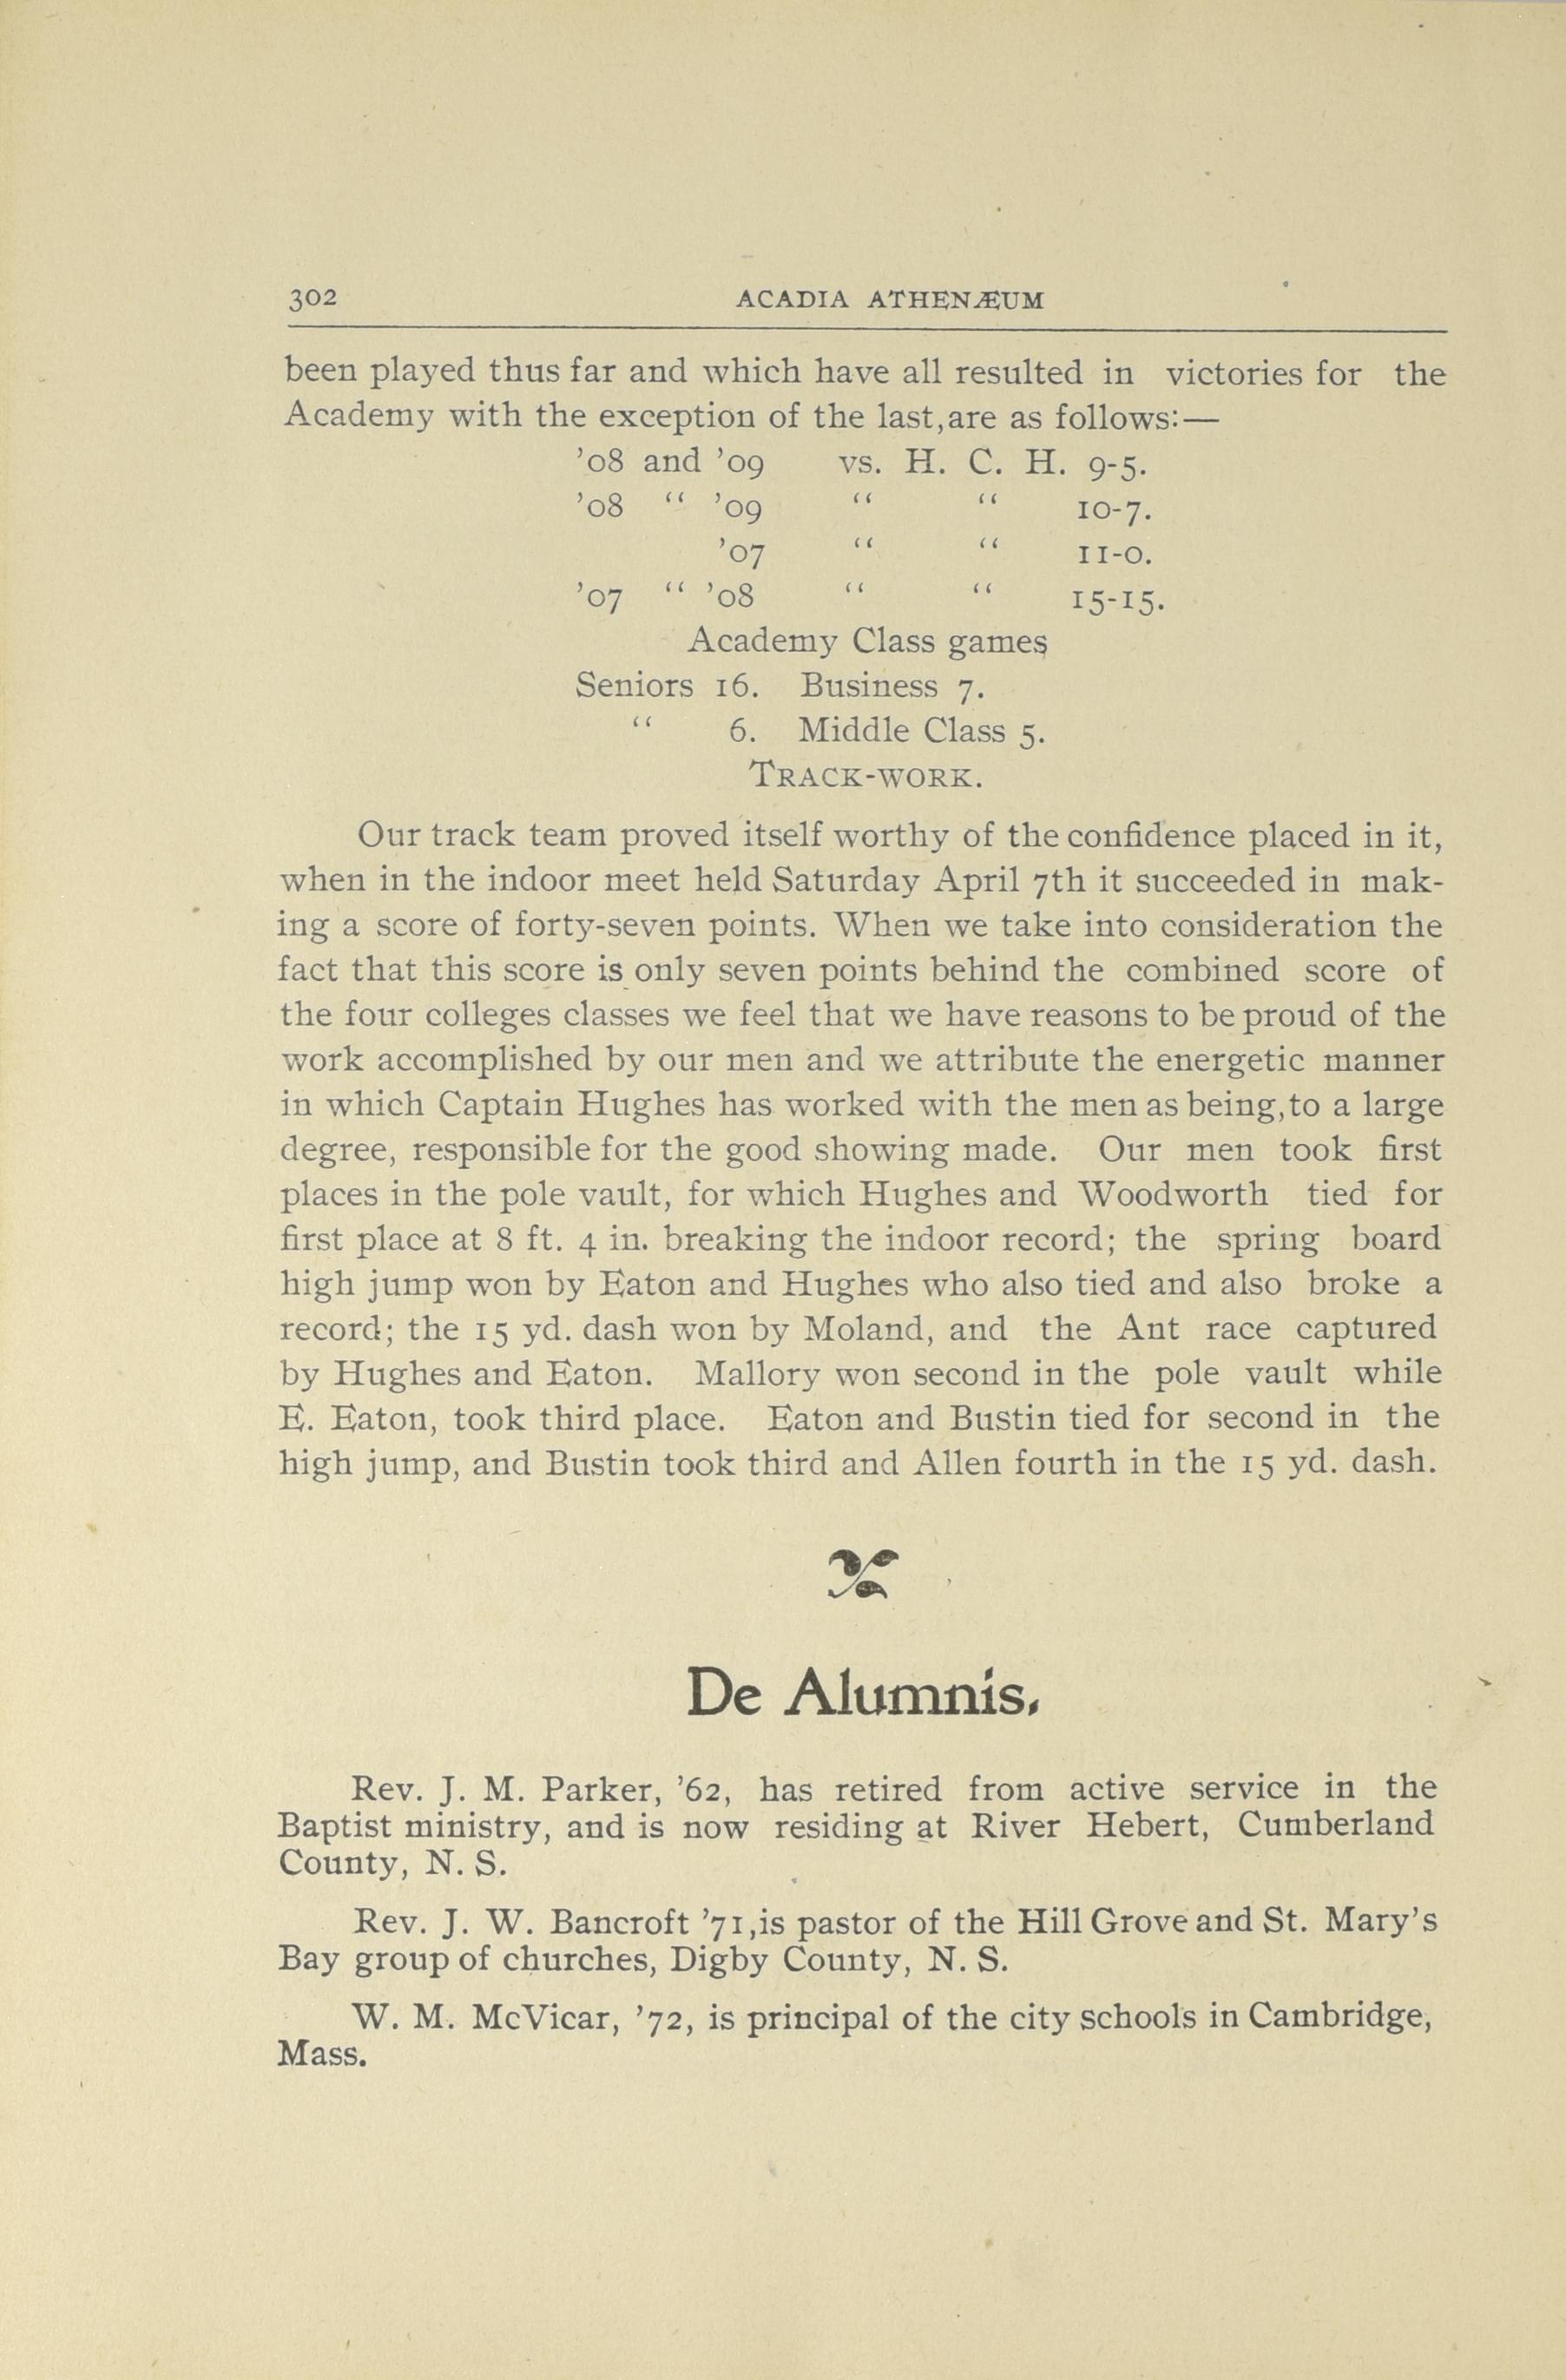 302 ACADIA ATHENÆUM
been played thus far and which have all resulted in victories for the
Academy with the exception of the last, are as follows:—
’08 and ’09 vs. H. C. H. 9-5.
’08 “ ’09 “ “ 10-7.
’07 “ “ 11-0.
’07 “ ’08 “ “ 15-15.
Academy Class games
Seniors 16. Business 7.
“ 6. Middle Class 5.
TRACK-WORK.
Our track team proved itself worthy of the confidence placed in it,
when in the indoor meet held Saturday April 7th it succeeded in mak-
ing a score of forty-seven points. When we take into consideration the
fact that this score is only seven points behind the combined score of
the four colleges classes we feel that we have reasons to be proud of the
work accomplished by our men and we attribute the energetic manner
in which Captain Hughes has worked with the men as being, to a large
degree, responsible for the good showing made. Our men took first
places in the pole vault, for which Hughes and Woodworth tied for
first place at 8 ft. 4 in. breaking the indoor record; the spring board
high jump won by Eaton and Hughes who also tied and also broke a
record; the 15 yd. dash won by Moland, and the Ant race captured
by Hughes and Eaton. Mallory won second in the pole vault while
E. Eaton, took third place. Eaton and Bustin tied for second in the
high jump, and Bustin took third and Allen fourth in the 15 yd. dash.
De Alumnis.
Rev. J. M. Parker, ’62, has retired from active service in the
Baptist ministry, and is now residing at River Hebert, Cumberland
County, N. S.
Rev. J. W. Bancroft ’71, is pastor of the Hill Grove and St. Mary’s
Bay group of churches, Digby County, N. S.
W. M. McVicar, ’72, is principal of the city schools in Cambridge,
Mass.